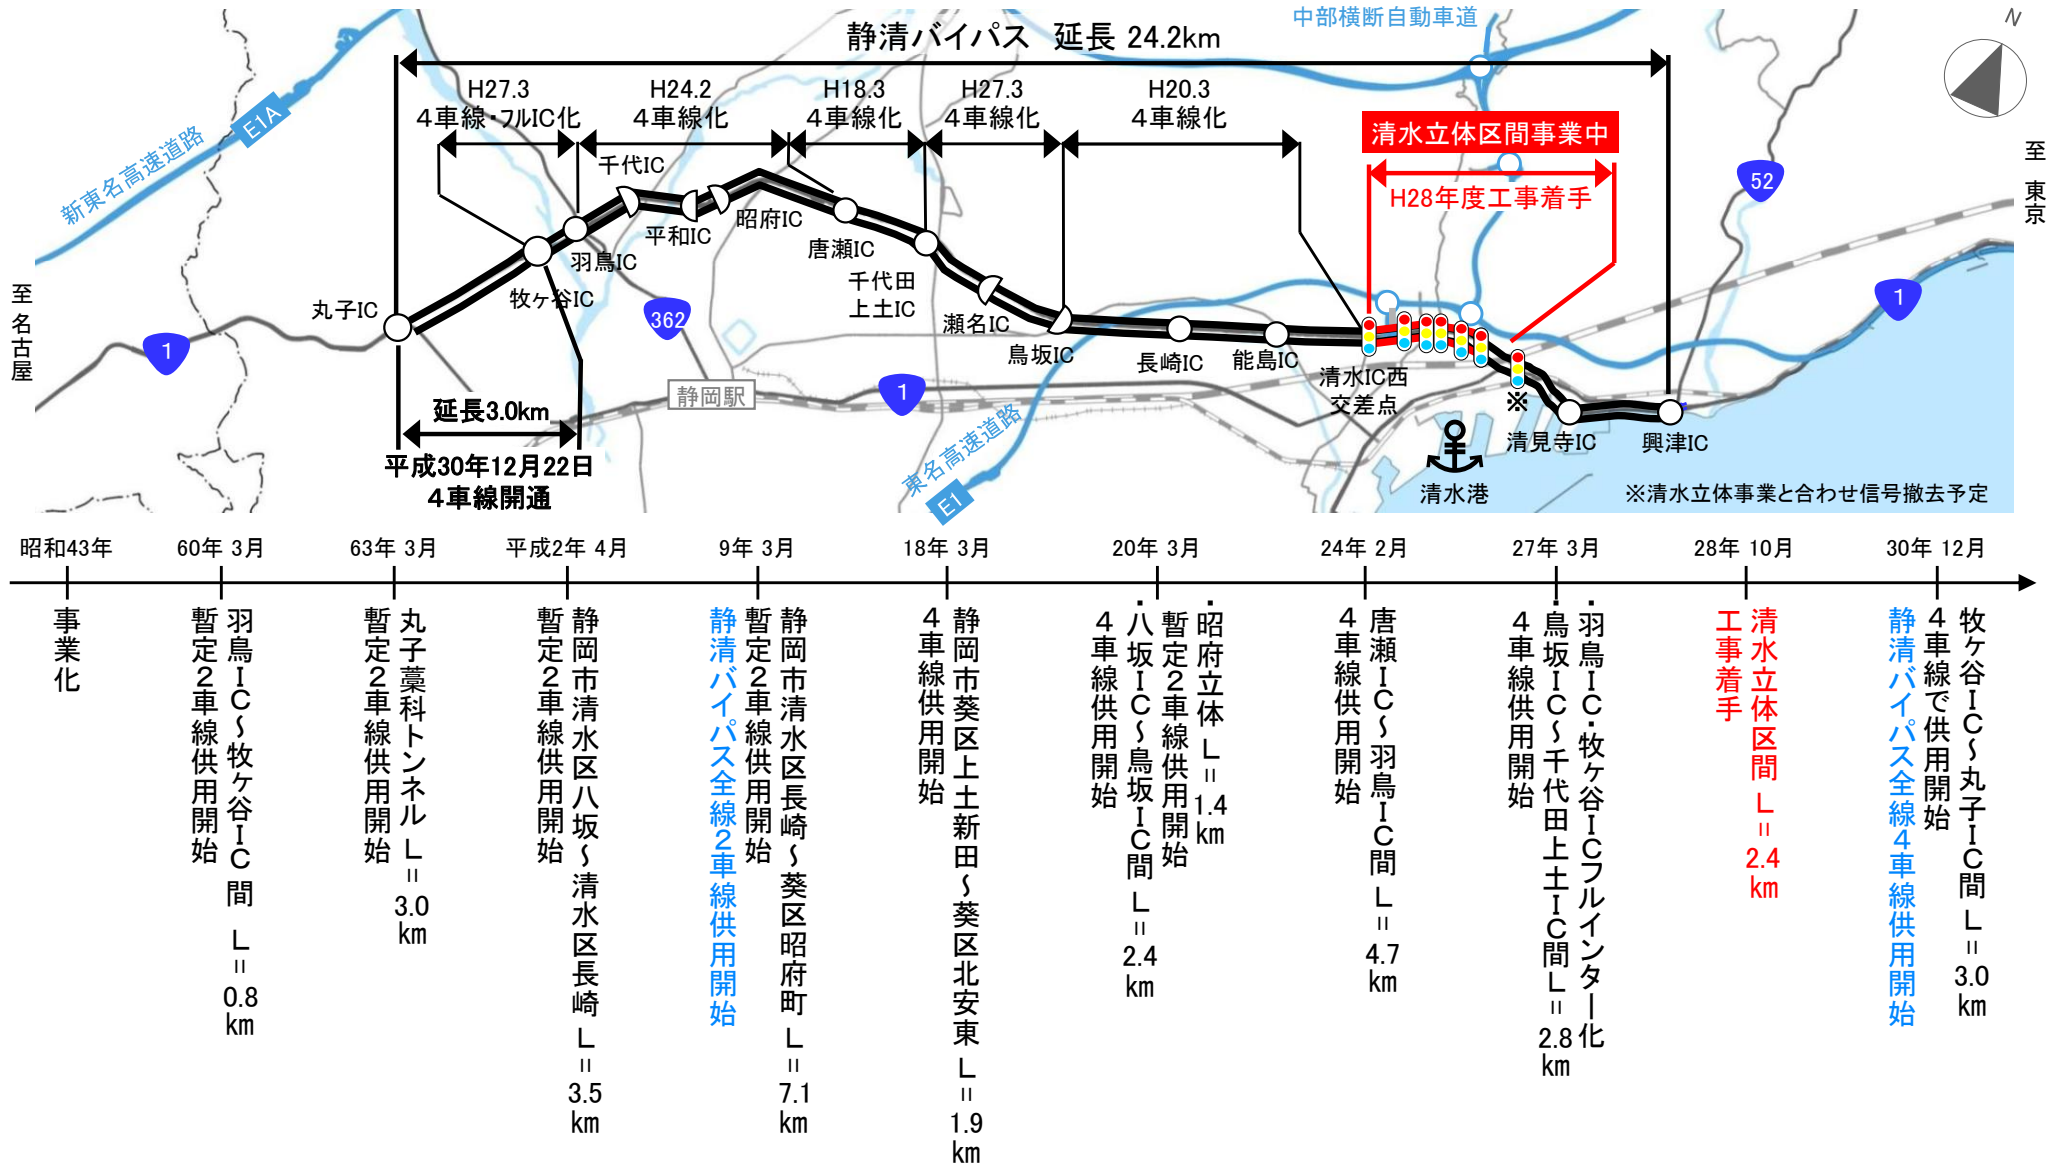 中部横断自動車道
N
静清バイパス　延長 24.2km
H27.3
４車線・フルIC化
H24.2
４車線化
H18.3
４車線化
H27.3
４車線化
H20.3
４車線化
清水立体区間事業中
H28年度工事着手
新東名高速道路
E1A
52
至 東京
至 名古屋
千代IC
平和IC
昭府IC
唐瀬IC
千代田
上土IC
瀬名IC
鳥坂IC
長崎IC
能島IC
清水IC西
交差点
羽鳥IC
牧ヶ谷IC
丸子IC
1
362
1
1
静岡駅
延長3.0km
平成30年12月22日
４車線開通
東名高速道路
E1
※
清水港
清見寺IC
興津IC
※清水立体事業と合わせ信号撤去予定
昭和43年
事業化
60年 3月
羽鳥ＩＣ～牧ヶ谷ＩＣ間 Ｌ＝0.8km
暫定２車線供用開始
63年 3月
丸子藁科トンネル Ｌ＝3.0km
暫定２車線供用開始
平成2年 4月
静岡市清水区八坂～清水区長崎 Ｌ＝3.5km
暫定２車線供用開始
9年 3月
静岡市清水区長崎～葵区昭府町 Ｌ＝7.1km
暫定２車線供用開始
静清バイパス全線２車線供用開始
18年 3月
静岡市葵区上土新田～葵区北安東 Ｌ＝1.9km
４車線供用開始
20年 3月
・昭府立体 Ｌ＝1.4km
暫定２車線供用開始
・八坂ＩＣ～鳥坂ＩＣ間 Ｌ＝2.4km
４車線供用開始
24年 2月
唐瀬ＩＣ～羽鳥ＩＣ間 Ｌ＝4.7km
４車線供用開始
27年 3月
・羽鳥ＩＣ・牧ヶ谷ＩＣフルインター化
・鳥坂ＩＣ～千代田上土ＩＣ間Ｌ＝2.8km
４車線供用開始
28年 10月
清水立体区間 Ｌ＝2.4km
工事着手
30年 12月
牧ヶ谷ＩＣ～丸子ＩＣ間 Ｌ＝3.0km
４車線で供用開始
静清バイパス全線４車線供用開始